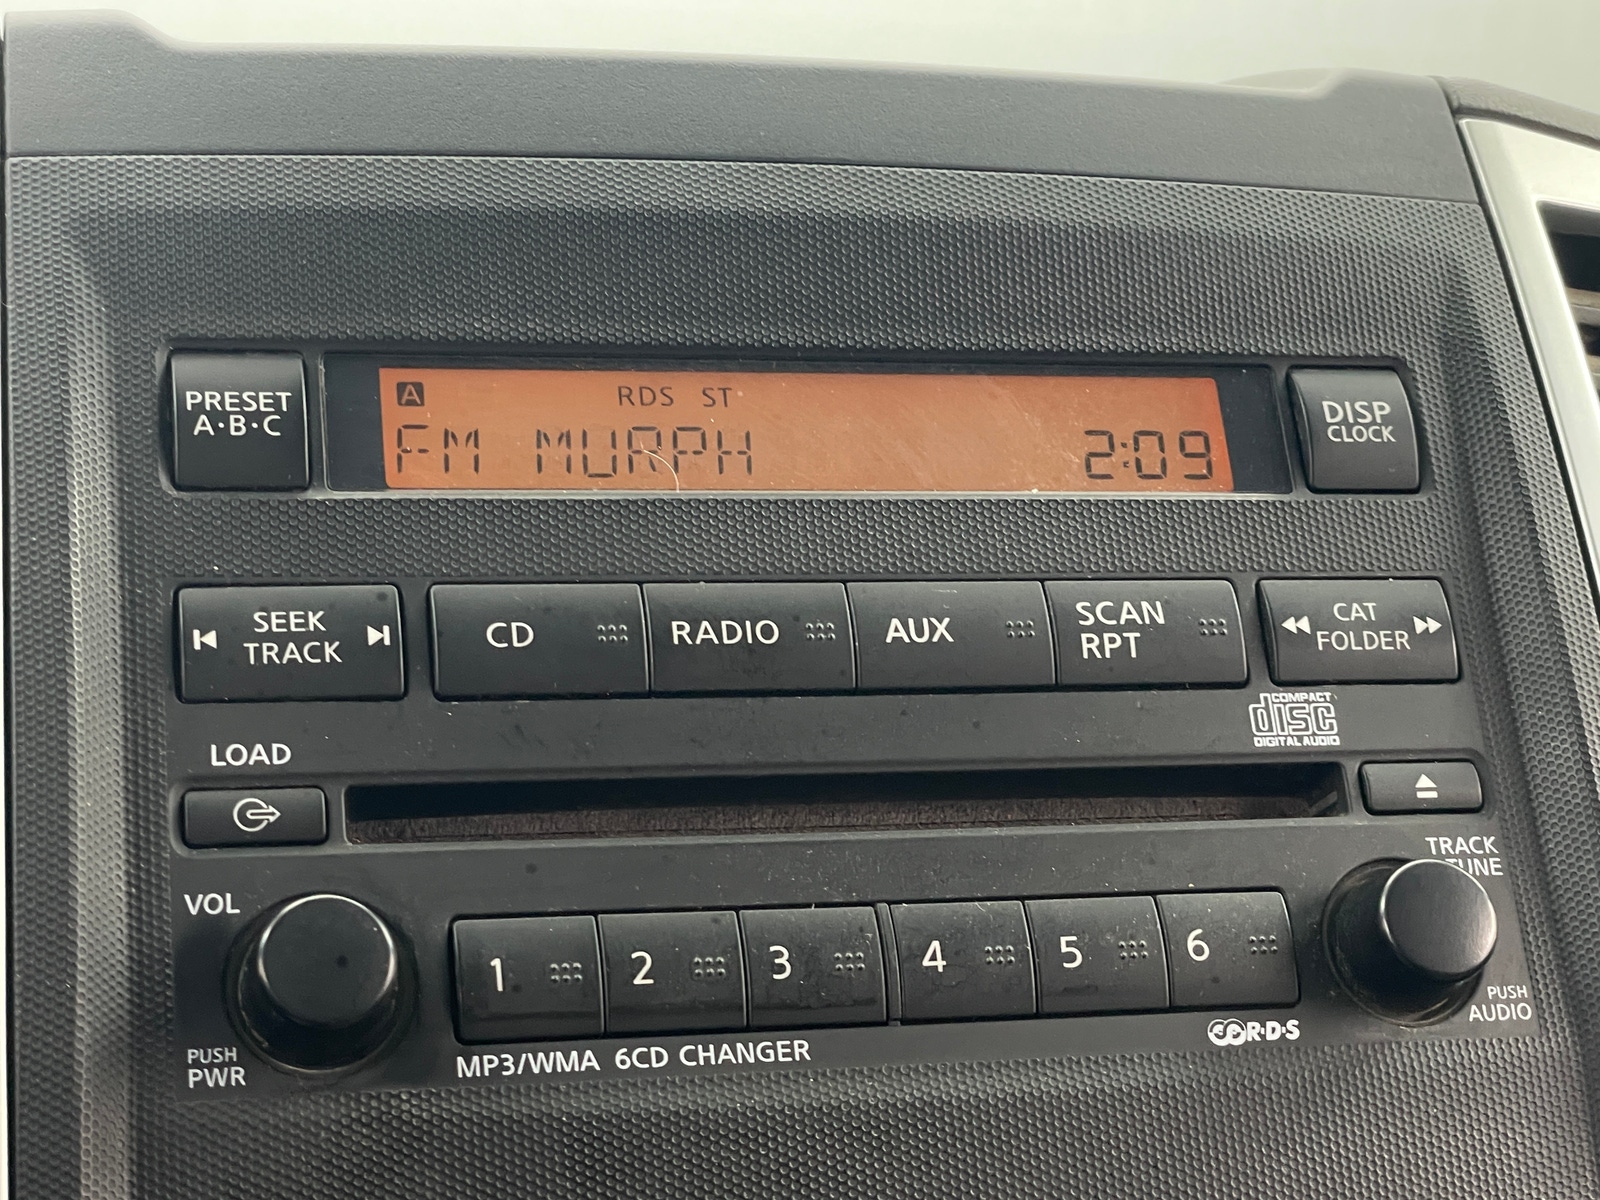 PRESET
A·B·C
A
RDS ST
FM MURPH 2:09
DISP
CLOCK
SEEK
TRACK
CD
RADIO
AUX
SCAN
RPT
CAT
FOLDER
COMPACT
disc
DIGITAL AUDIO
LOAD
VOL
TRACK
TUNE
1
2
3
4
5
6
PUSH
AUDIO
PUSH
PWR
MP3/WMA 6CD CHANGER
R·D·S